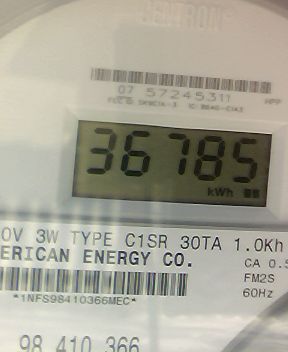 CENTRON
07 57245311
36785
kWh
0V 3W TYPE C1SR 30TA 1.0Kh
ERICAN ENERGY CO.
CA 0.5
FM2S
*1NFS98410366MEC*
60Hz
98 410 366